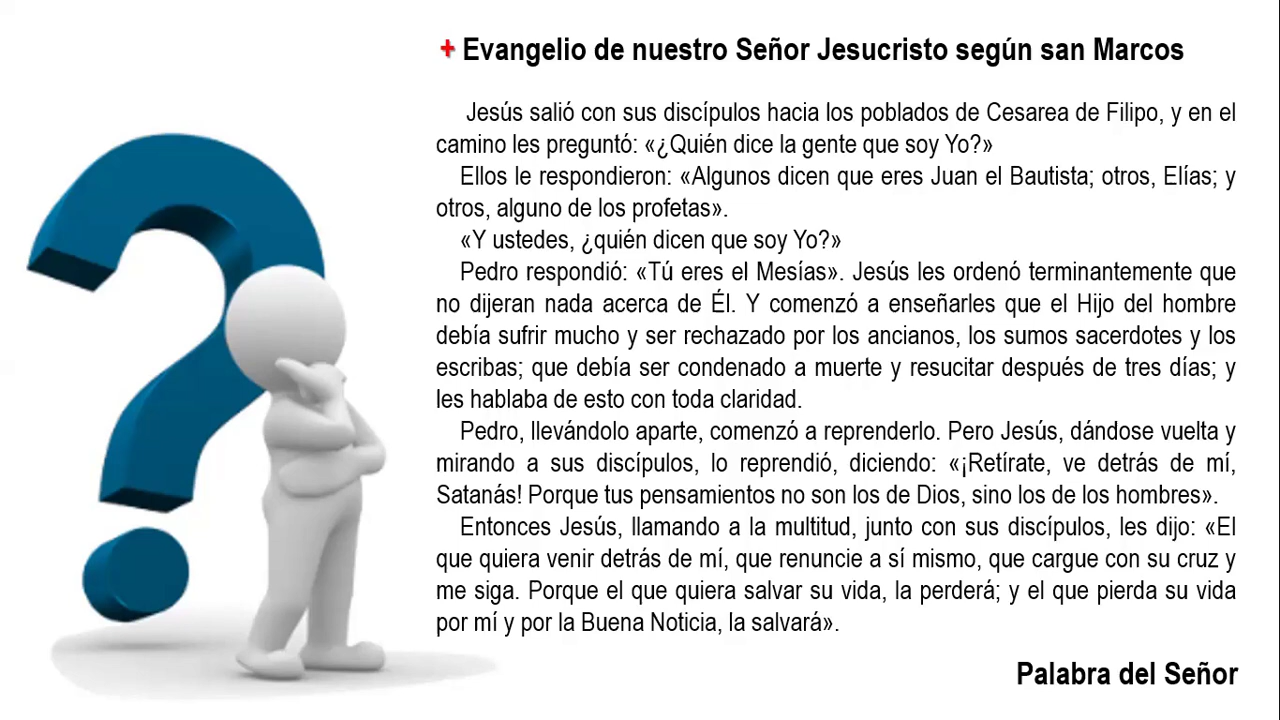 + Evangelio de nuestro Señor Jesucristo según san Marcos
Jesús salió con sus discípulos hacia los poblados de Cesarea de Filipo, y en el
camino les preguntó: «¿Quién dice la gente que soy Yo?»
Ellos le respondieron: «Algunos dicen que eres Juan el Bautista; otros, Elías; y
otros, alguno de los profetas».
«Y ustedes, ¿quién dicen que soy Yo?»
Pedro respondió: «Tú eres el Mesías». Jesús les ordenó terminantemente que
no dijeran nada acerca de Él. Y comenzó a enseñarles que el Hijo del hombre
debía sufrir mucho y ser rechazado por los ancianos, los sumos sacerdotes y los
escribas; que debía ser condenado a muerte y resucitar después de tres días; y
les hablaba de esto con toda claridad.
Pedro, llevándolo aparte, comenzó a reprenderlo. Pero Jesús, dándose vuelta y
mirando a sus discípulos, lo reprendió, diciendo: «¡Retírate, ve detrás de mí,
Satanás! Porque tus pensamientos no son los de Dios, sino los de los hombres».
Entonces Jesús, llamando a la multitud, junto con sus discípulos, les dijo: «El
que quiera venir detrás de mí, que renuncie a sí mismo, que cargue con su cruz y
me siga. Porque el que quiera salvar su vida, la perderá; y el que pierda su vida
por mí y por la Buena Noticia, la salvará».
Palabra del Señor